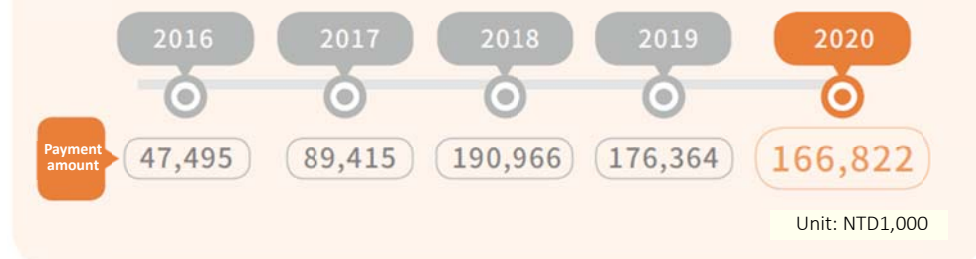 2016 2017 2018 2019 2020
Payment
amount
47,495 89,415 190,966 176,364 166,822
Unit: NTD1,000